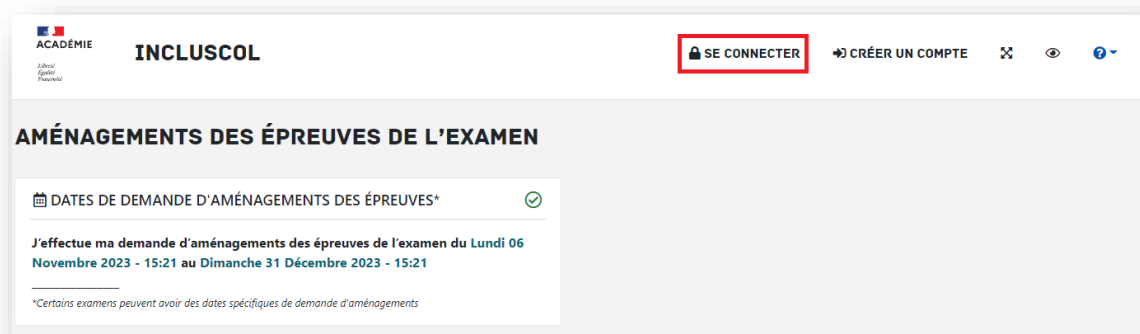 ACADÉMIE
Liberté
Égalité
Fraternité
INCLUSCOL
SE CONNECTER
CRÉER UN COMPTE
AMÉNAGEMENTS DES ÉPREUVES DE L’EXAMEN
DATES DE DEMANDE D'AMÉNAGEMENTS DES ÉPREUVES*
J’effectue ma demande d’aménagements des épreuves de l’examen du Lundi 06
Novembre 2023 - 15:21 au Dimanche 31 Décembre 2023 - 15:21
________________
*Certains examens peuvent avoir des dates spécifiques de demande d'aménagements